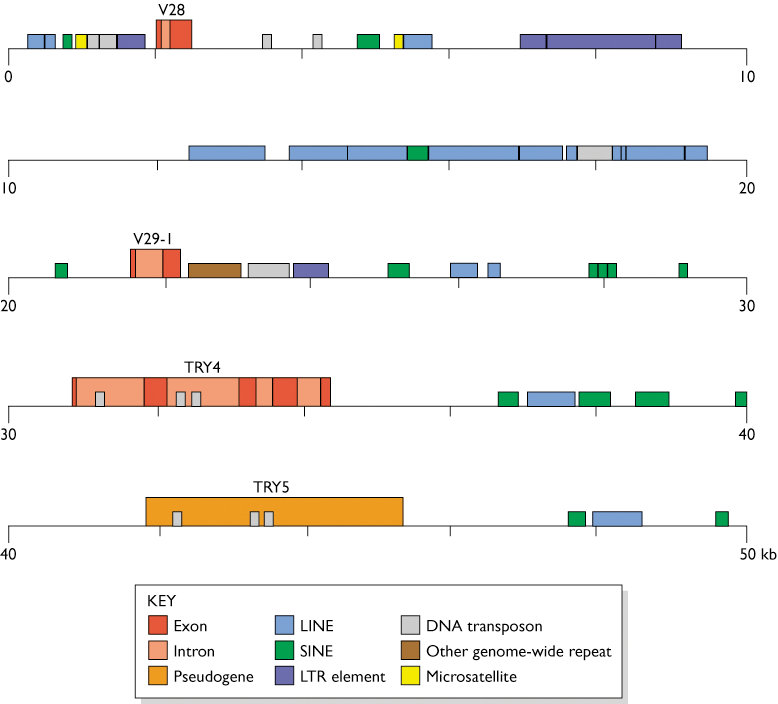 V28
0 10
10 20
V29-1
20 30
TRY4
30 40
TRY5
40 50 kb
KEY
Exon LINE DNA transposon
Intron SINE Other genome-wide repeat
Pseudogene LTR element Microsatellite